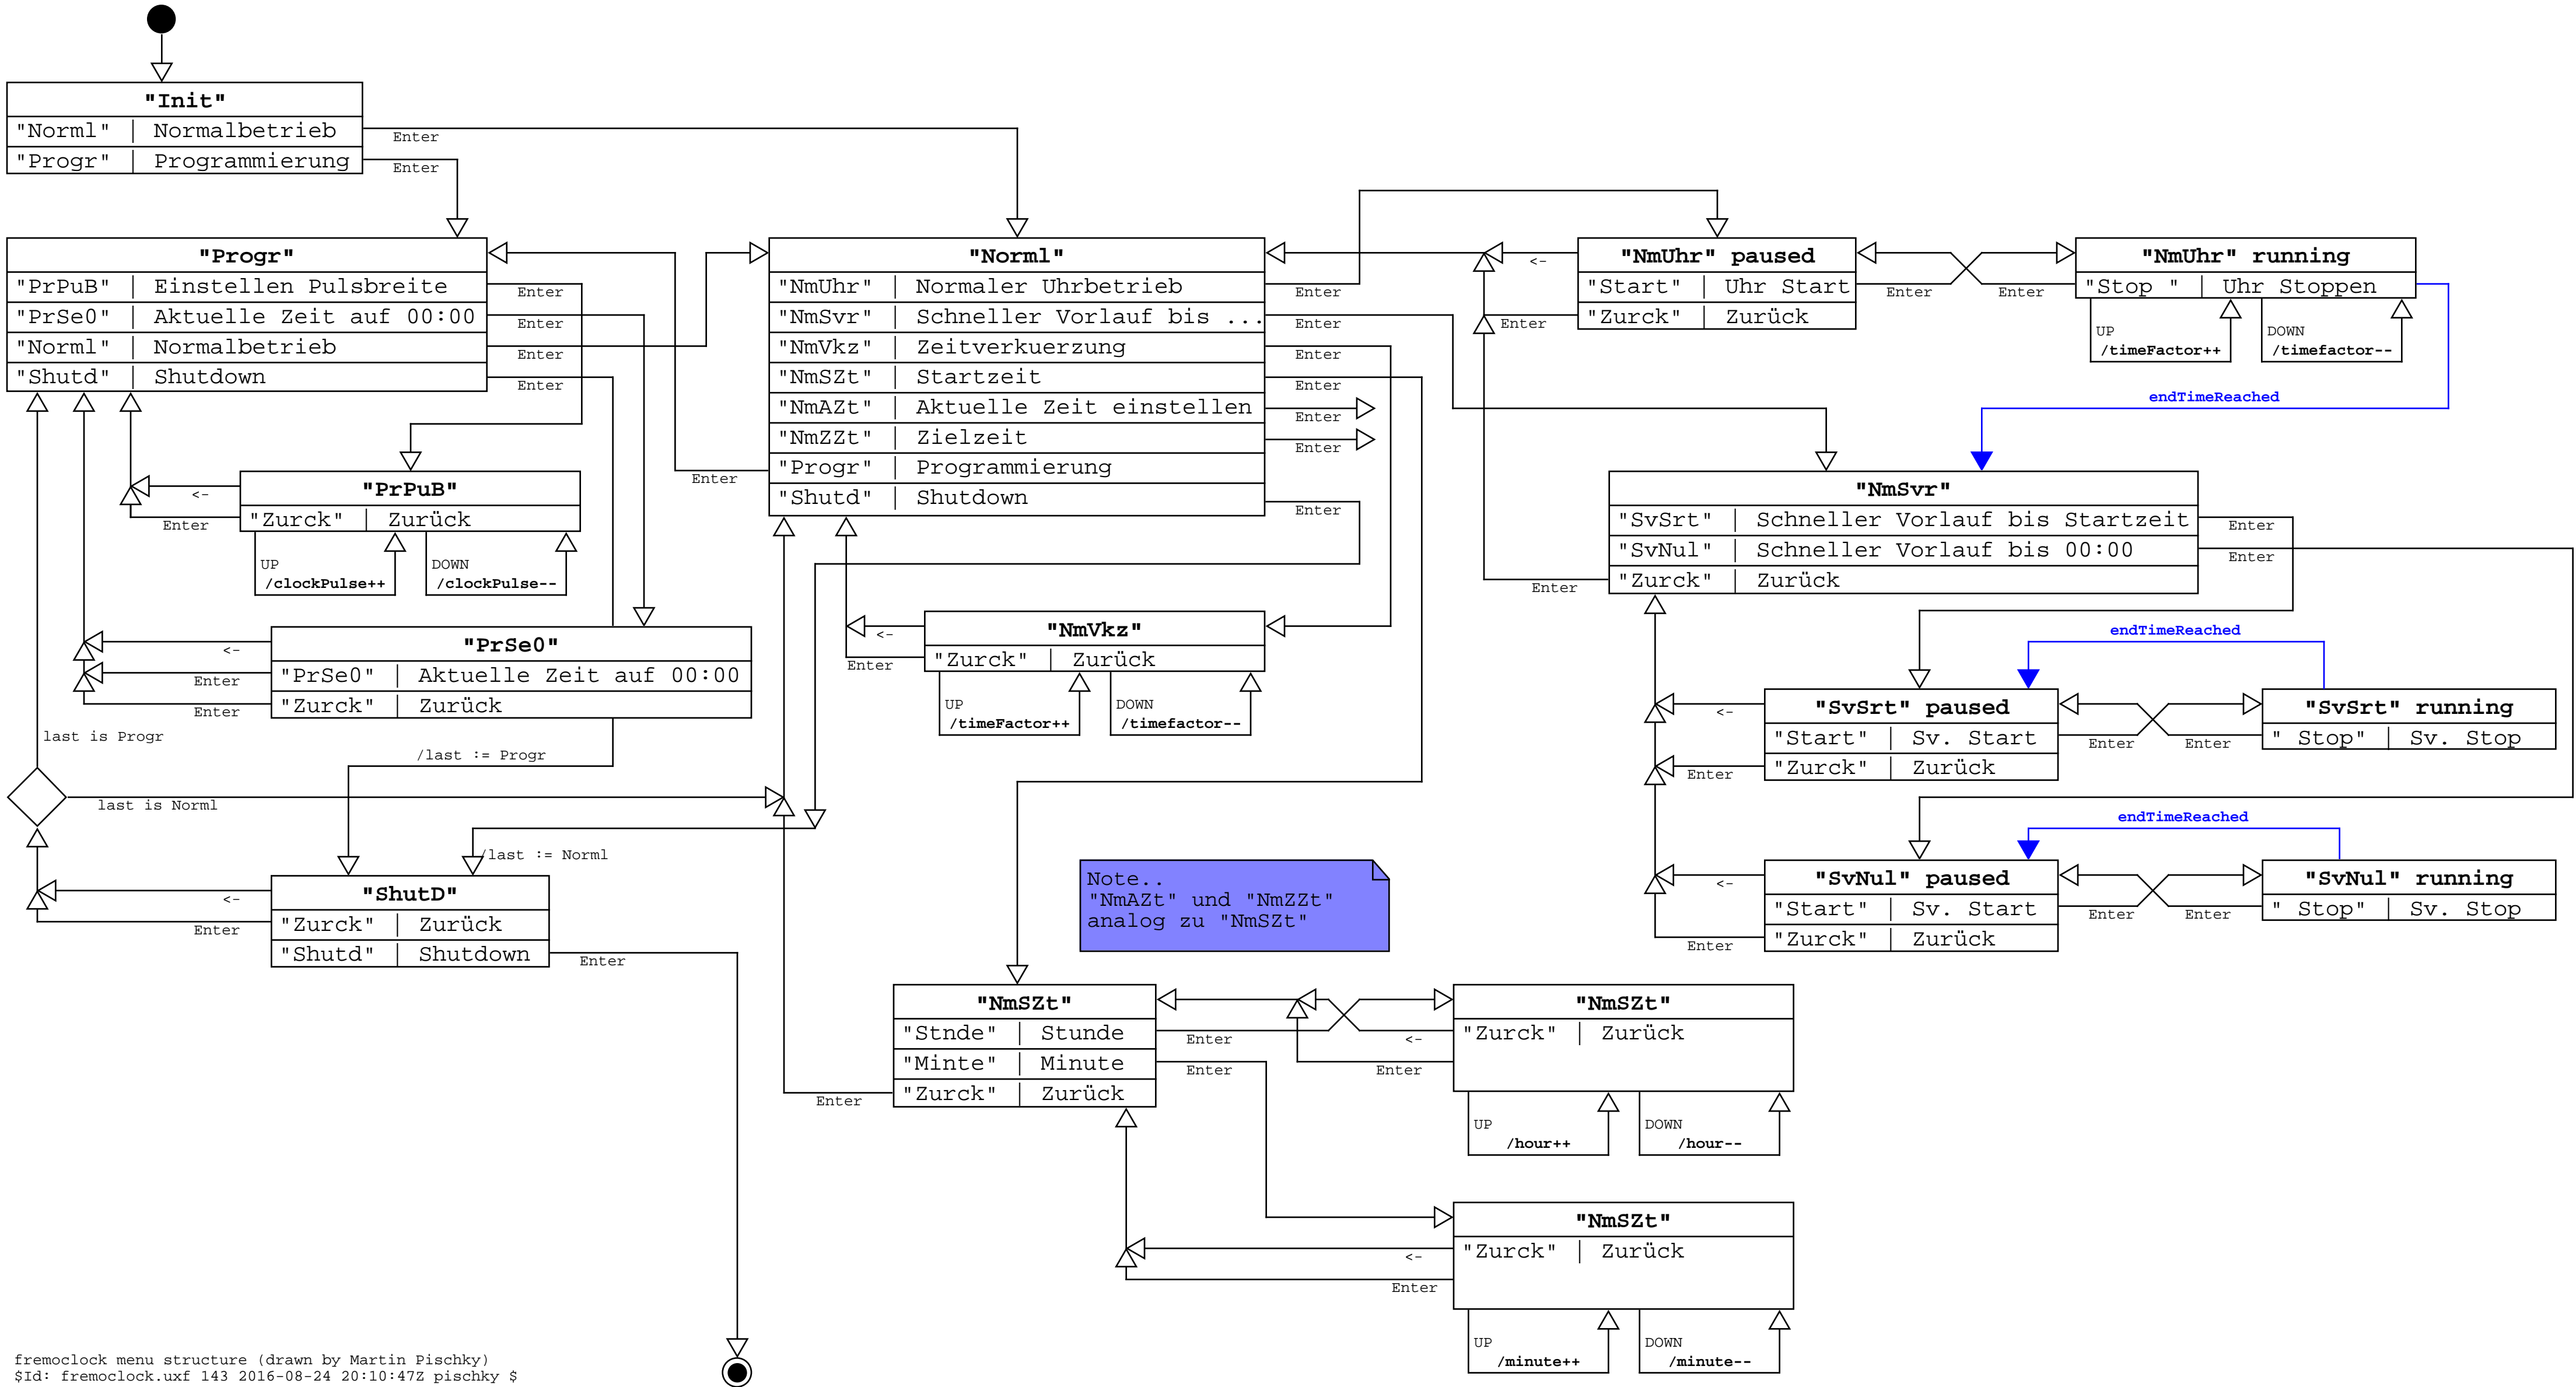 "Init"
"Norml" | Normalbetrieb
Enter
"Progr" | Programmierung
Enter
"Progr"
"PrPuB" | Einstellen Pulsbreite
Enter
"PrSe0" | Aktuelle Zeit auf 00:00
Enter
"Norml" | Normalbetrieb
Enter
"Shutd" | Shutdown
Enter
"Norml"
"NmUhr" | Normaler Uhrbetrieb
Enter
"NmSvr" | Schneller Vorlauf bis ...
Enter
"NmVkz" | Zeitverkuerzung
Enter
"NmSZt" | Startzeit
Enter
"NmAZt" | Aktuelle Zeit einstellen
Enter
"NmZZt" | Zielzeit
Enter
"Progr" | Programmierung
Enter
"Shutd" | Shutdown
Enter
"NmUhr" paused
<-
"Start" | Uhr Start
Enter
"Zurck" | Zurück
Enter
"NmUhr" running
"Stop " | Uhr Stoppen
Enter
UP
/timeFactor++
DOWN
/timefactor--
endTimeReached
"PrPuB"
<-
"Zurck" | Zurück
Enter
UP
/clockPulse++
DOWN
/clockPulse--
"NmSvr"
"SvSrt" | Schneller Vorlauf bis Startzeit
Enter
"SvNul" | Schneller Vorlauf bis 00:00
Enter
"Zurck" | Zurück
Enter
"PrSe0"
<-
"PrSe0" | Aktuelle Zeit auf 00:00
Enter
"Zurck" | Zurück
Enter
"NmVkz"
<-
"Zurck" | Zurück
Enter
UP
/timeFactor++
DOWN
/timefactor--
endTimeReached
"SvSrt" paused
<-
"Start" | Sv. Start
Enter
"Zurck" | Zurück
Enter
"SvSrt" running
" Stop" | Sv. Stop
Enter
last is Progr
/last := Progr
last is Norml
/last := Norml
endTimeReached
"SvNul" paused
<-
"Start" | Sv. Start
Enter
"Zurck" | Zurück
Enter
"SvNul" running
" Stop" | Sv. Stop
Enter
"ShutD"
<-
"Zurck" | Zurück
Enter
"Shutd" | Shutdown
Enter
Note..
"NmAZt" und "NmZZt"
analog zu "NmSZt"
"NmSZt"
"Stnde" | Stunde
Enter
"Minte" | Minute
Enter
"Zurck" | Zurück
Enter
"NmSZt"
"Zurck" | Zurück
<-
Enter
UP
/hour++
DOWN
/hour--
"NmSZt"
"Zurck" | Zurück
<-
Enter
UP
/minute++
DOWN
/minute--
fremoclock menu structure (drawn by Martin Pischky)
$Id: fremoclock.uxf 143 2016-08-24 20:10:47Z pischky $